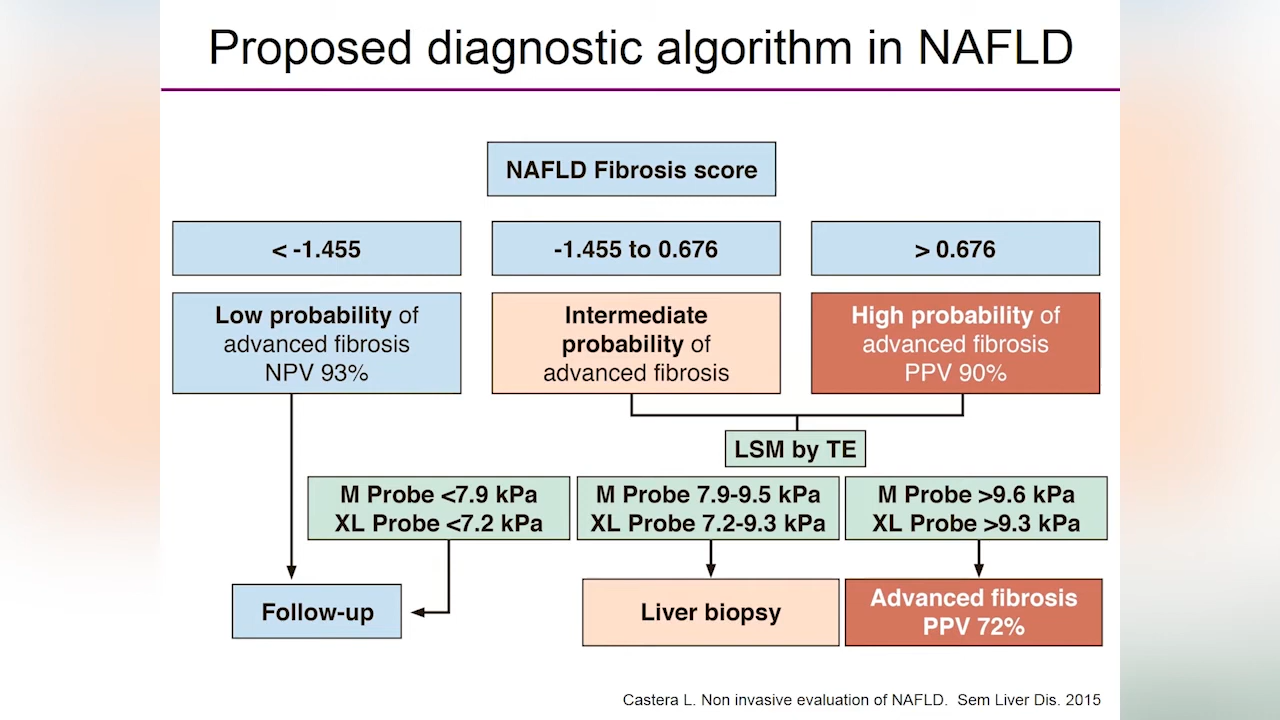 Proposed diagnostic algorithm in NAFLD
NAFLD Fibrosis score
< -1.455
-1.455 to 0.676
> 0.676
Low probability of
advanced fibrosis
NPV 93%
Intermediate
probability of
advanced fibrosis
High probability of
advanced fibrosis
PPV 90%
LSM by TE
M Probe <7.9 kPa
XL Probe <7.2 kPa
M Probe 7.9-9.5 kPa
XL Probe 7.2-9.3 kPa
M Probe >9.6 kPa
XL Probe >9.3 kPa
Follow-up
Liver biopsy
Advanced fibrosis
PPV 72%
Castera L. Non invasive evaluation of NAFLD. Sem Liver Dis. 2015